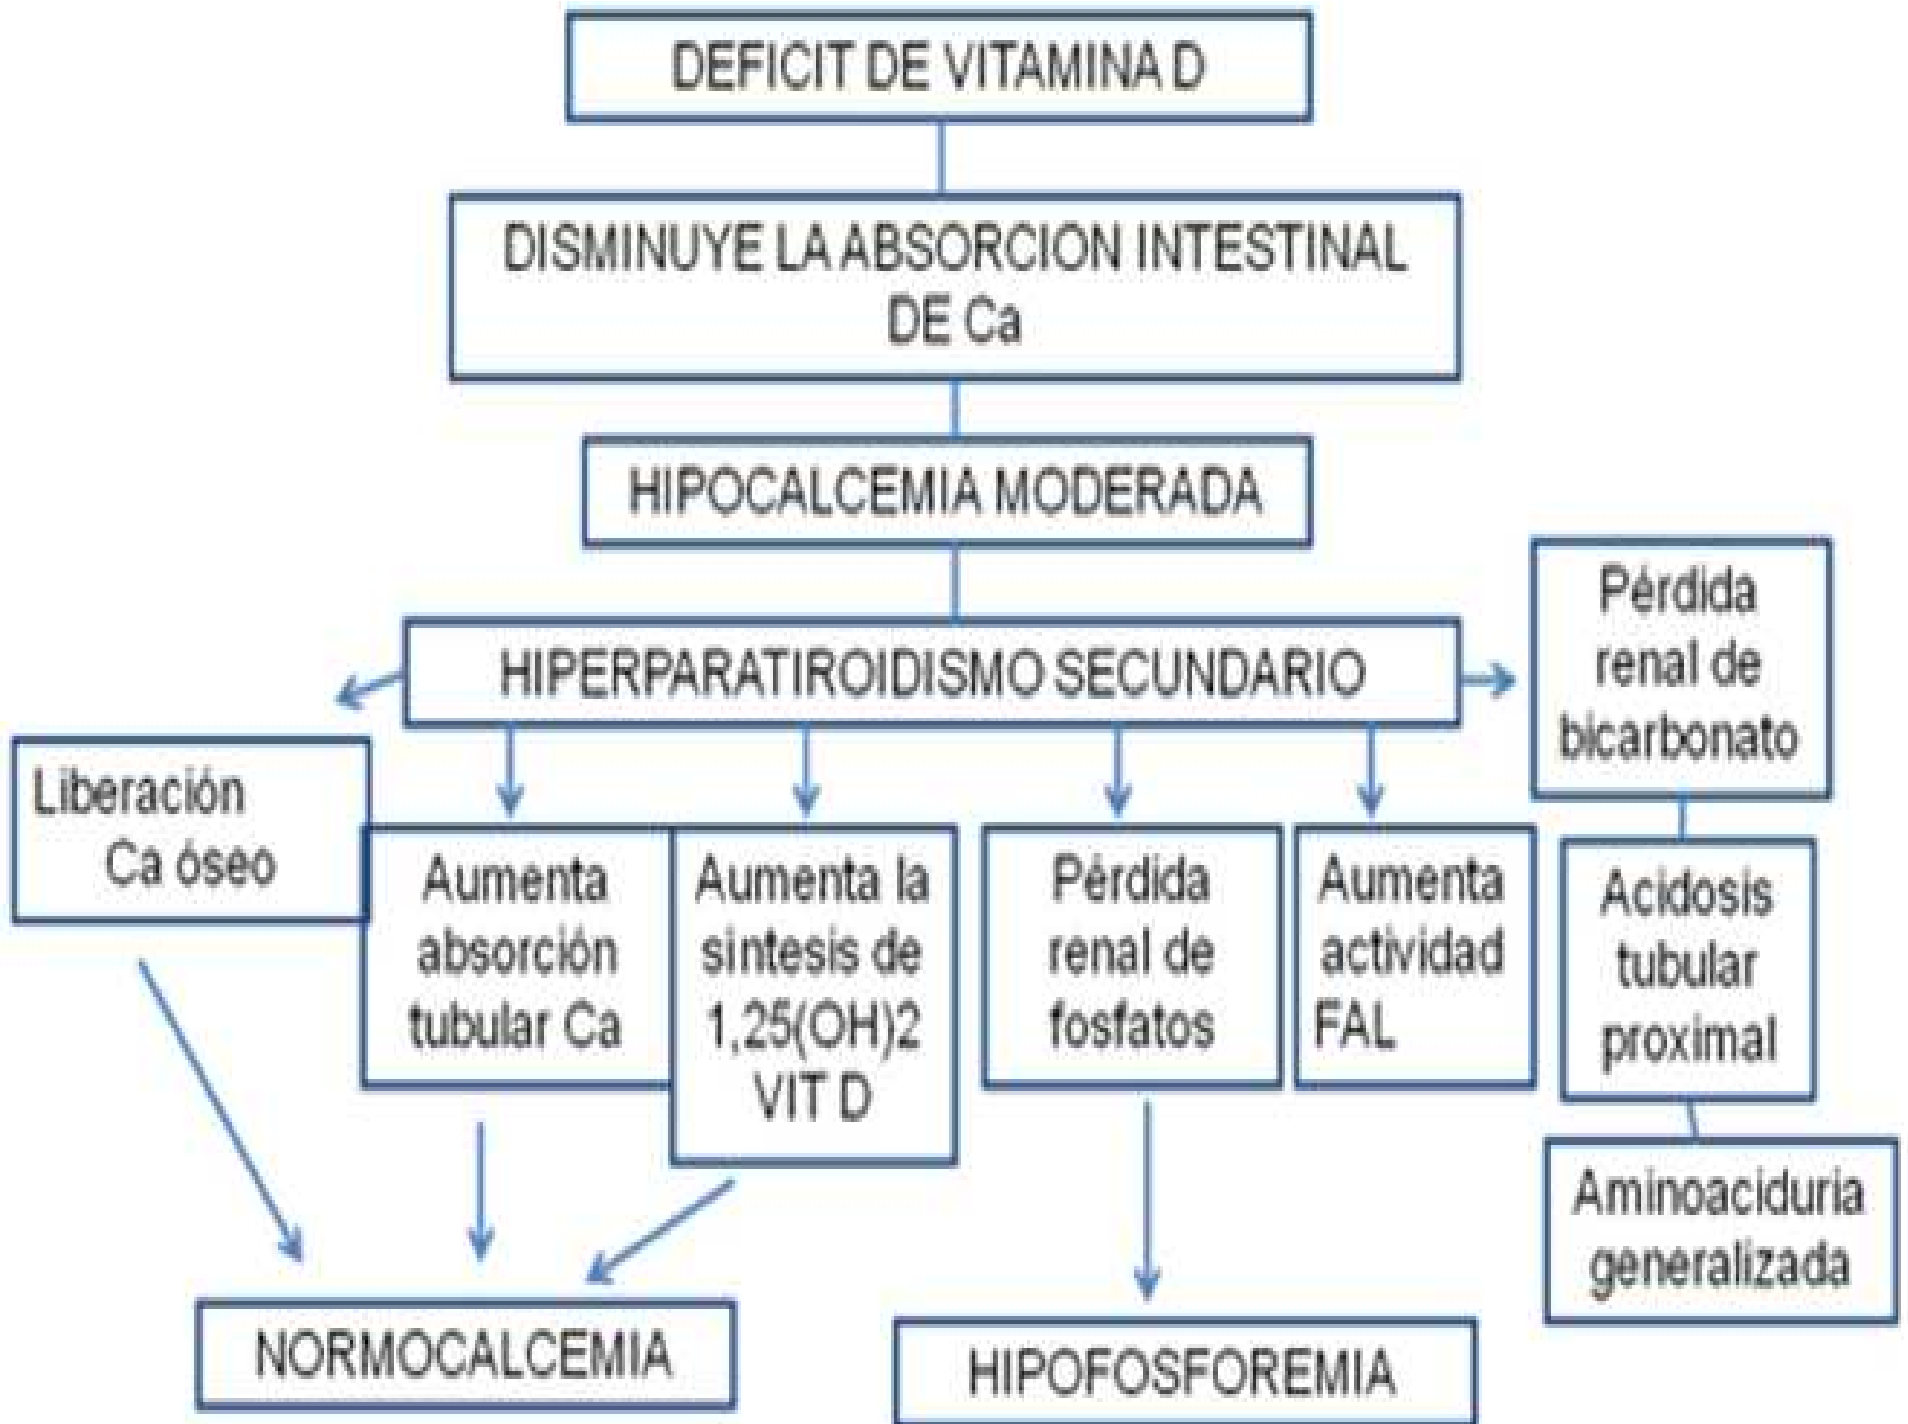 DEFICIT DE VITAMINA D
DISMINUYE LA ABSORCION INTESTINAL
DE Ca
HIPOCALCEMIA MODERADA
HIPERPARATIROIDISMO SECUNDARIO
Pérdida
renal de
bicarbonato
Liberación
Ca óseo
Aumenta
absorción
tubular Ca
Aumenta la
sintesis de
1,25(OH)2
VIT D
Pérdida
renal de
fosfatos
Aumenta
actividad
FAL
Acidosis
tubular
proximal
Aminoaciduria
generalizada
NORMOCALCEMIA
HIPOFOSFOREMIA